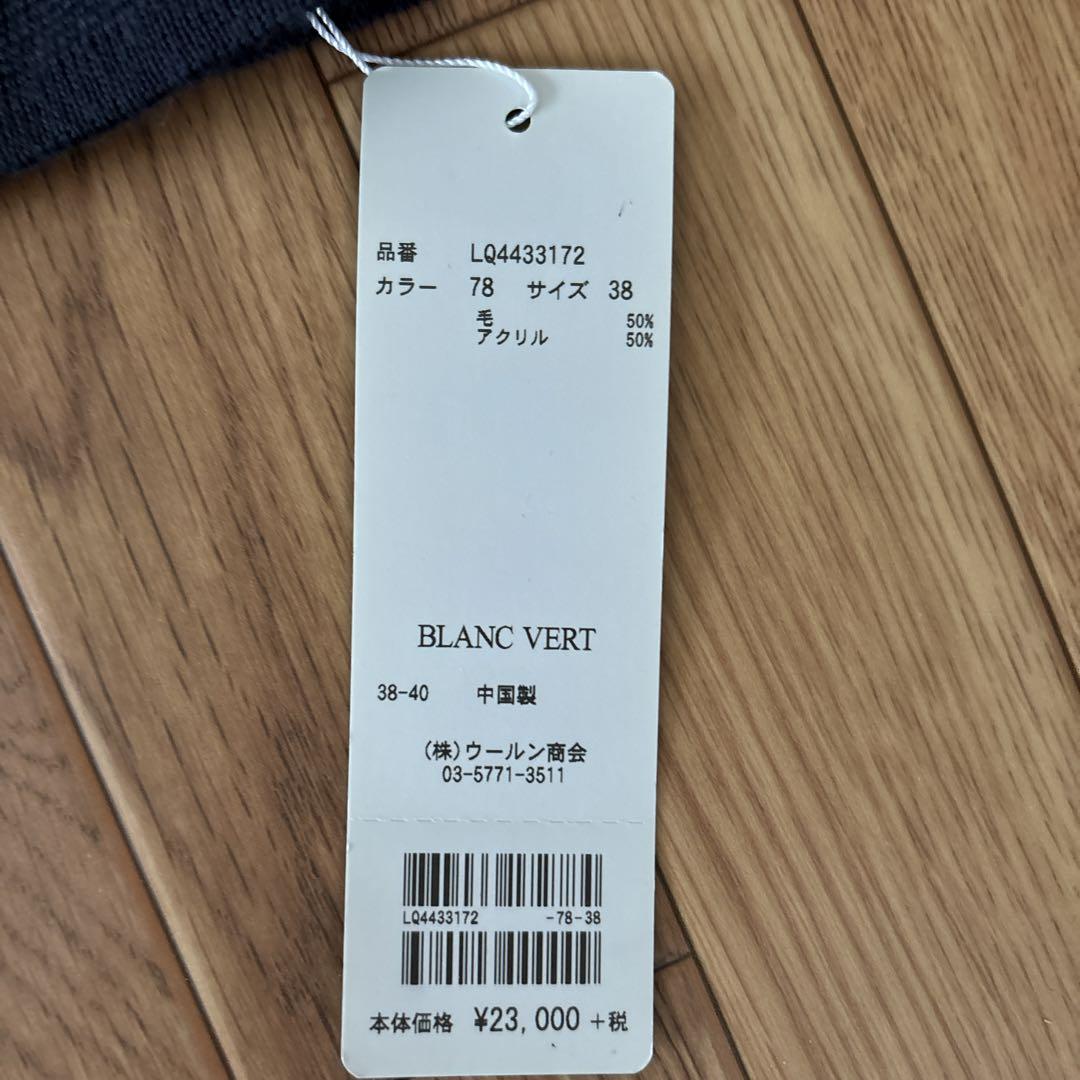 品番 LQ4433172
カラー 78 サイズ 38
毛 50%
アクリル 50%
BLANC VERT
38-40 中国製
(株)ウールン商会
03-5771-3511
LQ4433172 -78-38
本体価格 ¥23,000 +税